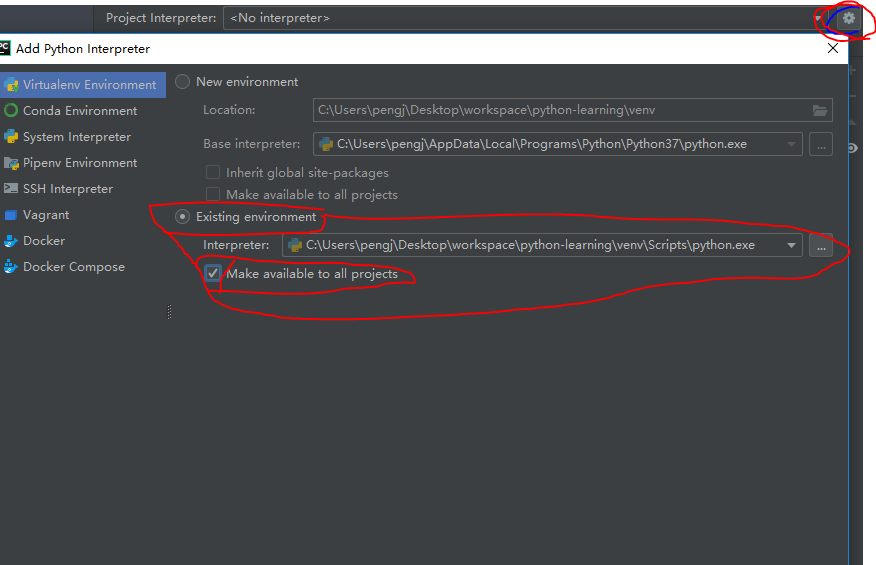 Project Interpreter: <No interpreter>
PC Add Python Interpreter
Virtualenv Environment
Conda Environment
System Interpreter
Pipenv Environment
SSH Interpreter
Vagrant
Docker
Docker Compose
New environment
Location: C:\Users\pengj\Desktop\workspace\python-learning\venv
Base interpreter: C:\Users\pengj\AppData\Local\Programs\Python\Python37\python.exe ...
Inherit global site-packages
Make available to all projects
Existing environment
Interpreter: C:\Users\pengj\Desktop\workspace\python-learning\venv\Scripts\python.exe ...
Make available to all projects